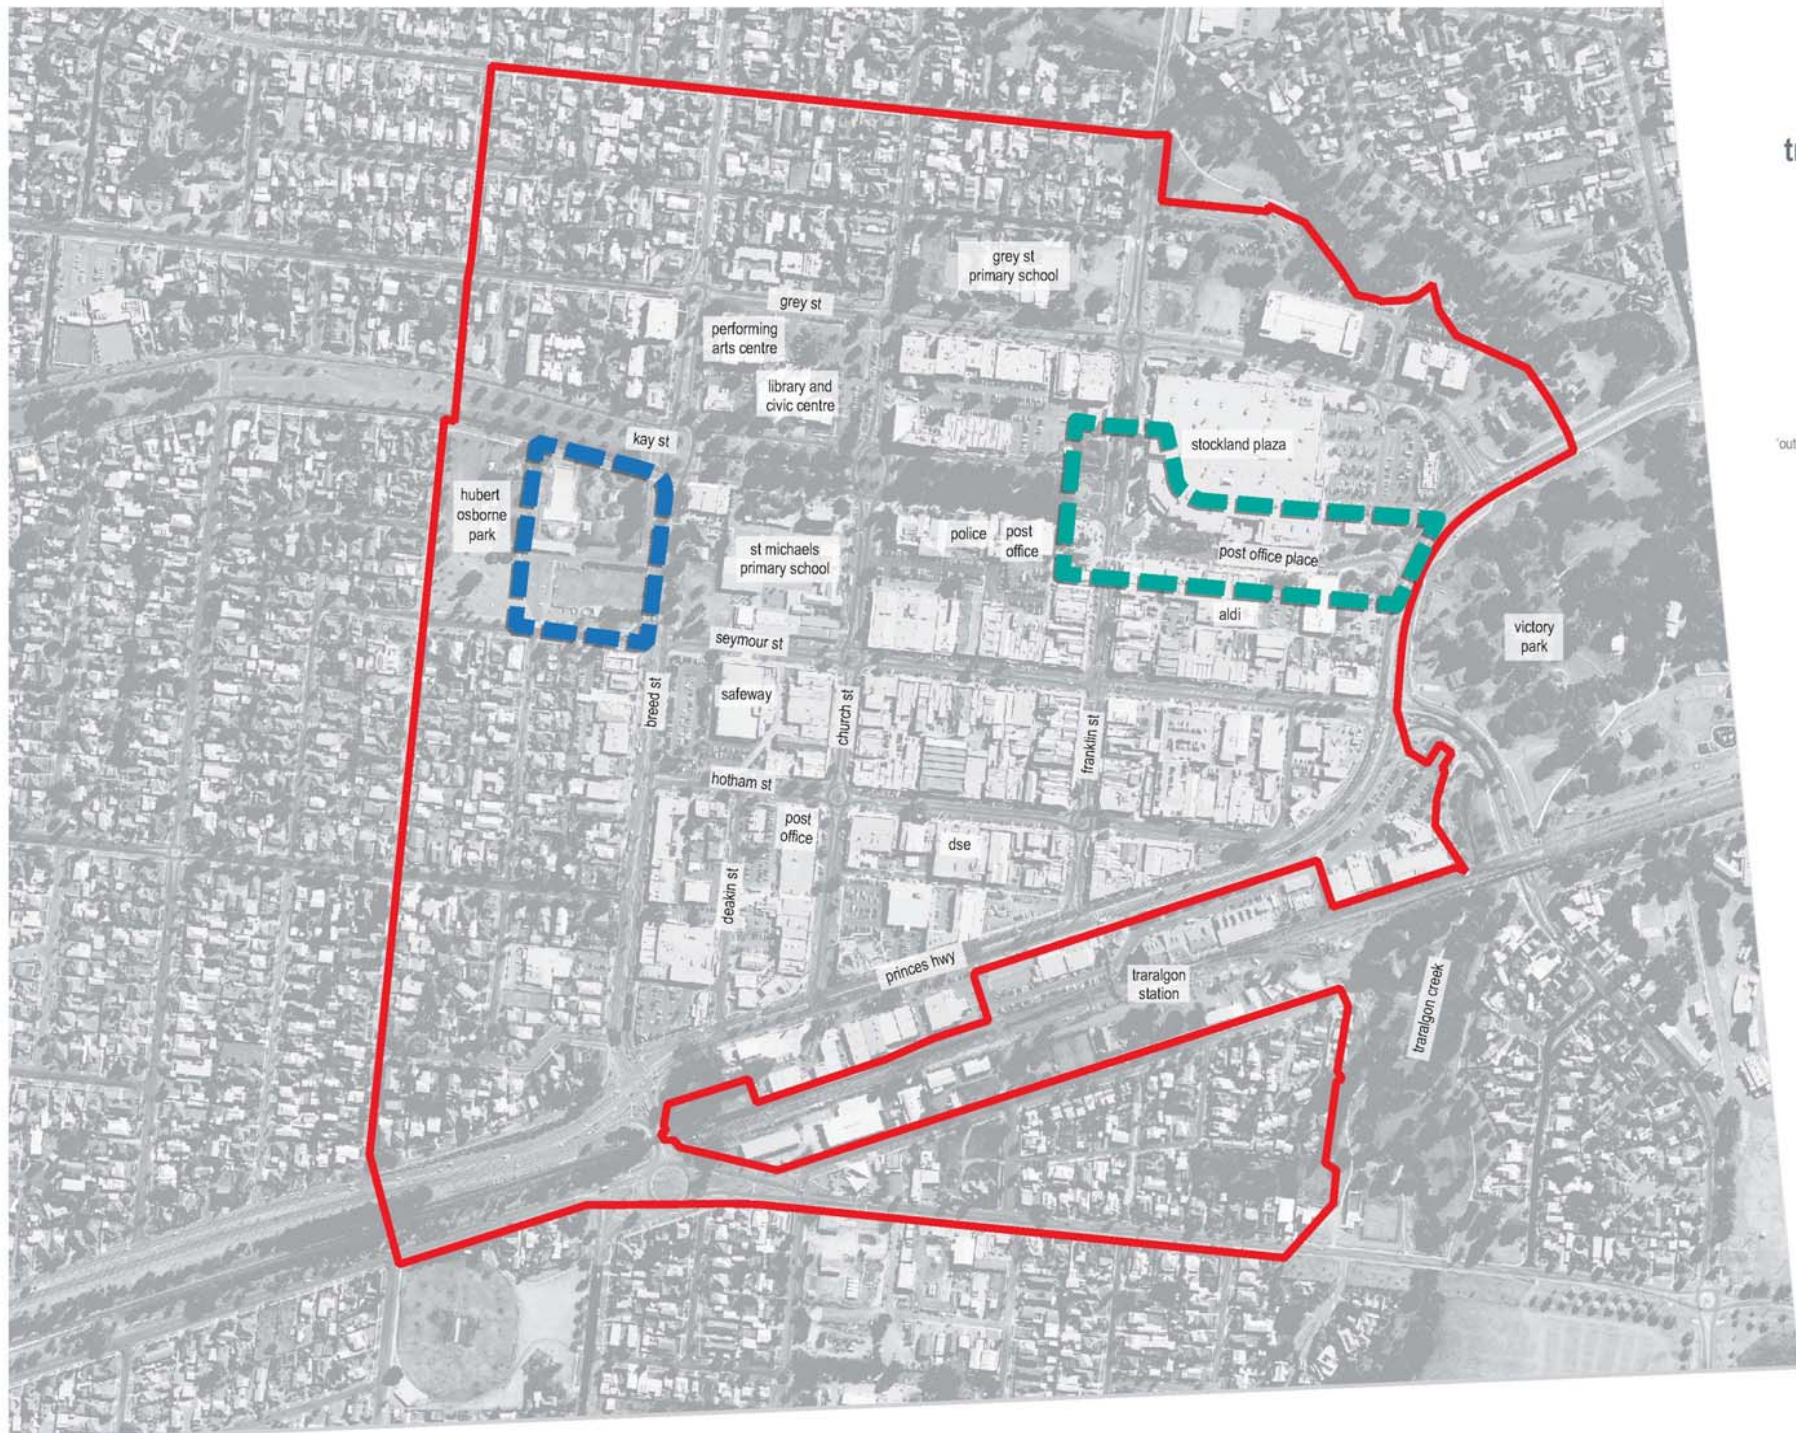 tr
grey st
primary school
grey st
performing
arts centre
library and
civic centre
kay st
stockland plaza
'out
hubert
osborne
park
police
post
office
st michaels
primary school
post office place
aldi
victory
park
seymour st
safeway
breed st
church st
franklin st
hotham st
post
office
dse
deakin st
princes hwy
traralgon
station
traralgon creek